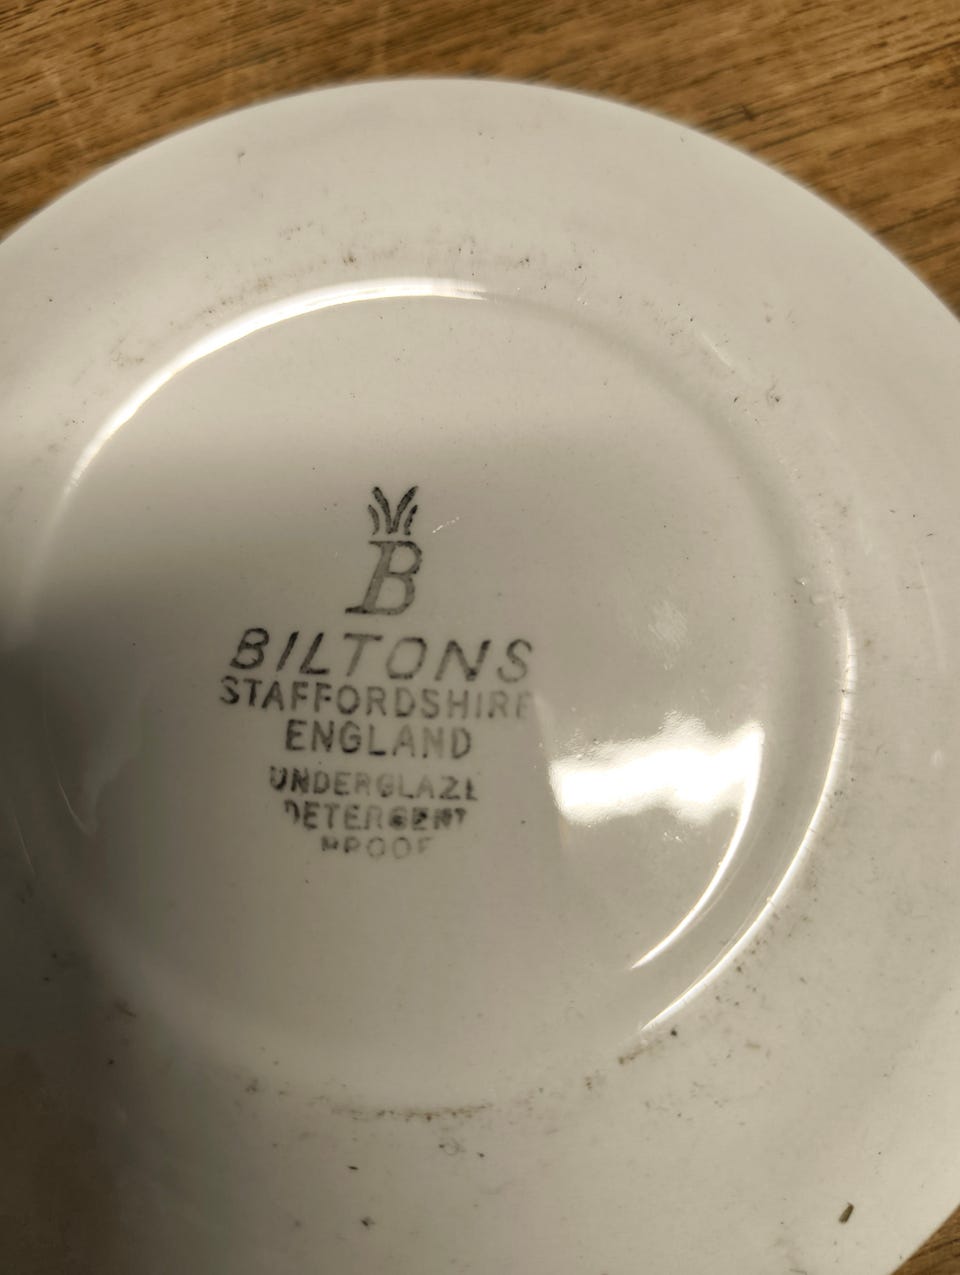 B
BILTONS
STAFFORDSHIRE
ENGLAND
UNDERGLAZE
DETERGENT
PROOF